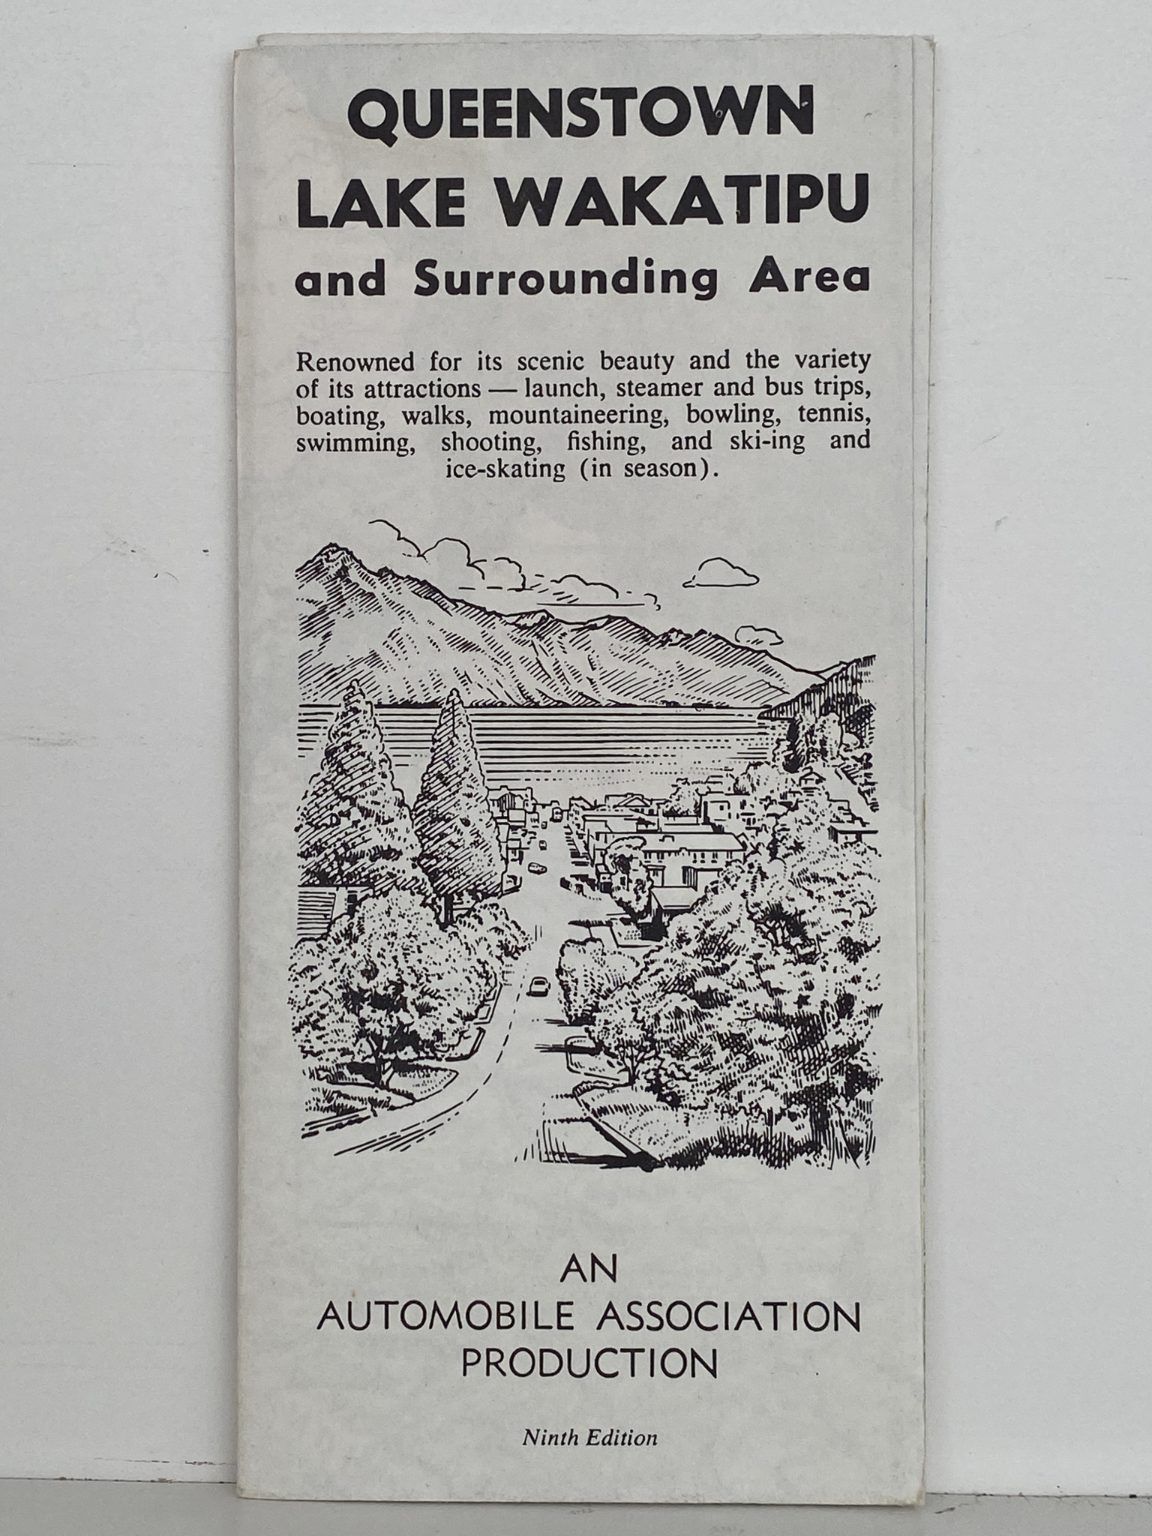 QUEENSTOWN
LAKE WAKATIPU
and Surrounding Area
Renowned for its scenic beauty and the variety
of its attractions — launch, steamer and bus trips,
boating, walks, mountaineering, bowling, tennis,
swimming, shooting, fishing, and ski-ing and
ice-skating (in season).
AN
AUTOMOBILE ASSOCIATION
PRODUCTION
Ninth Edition